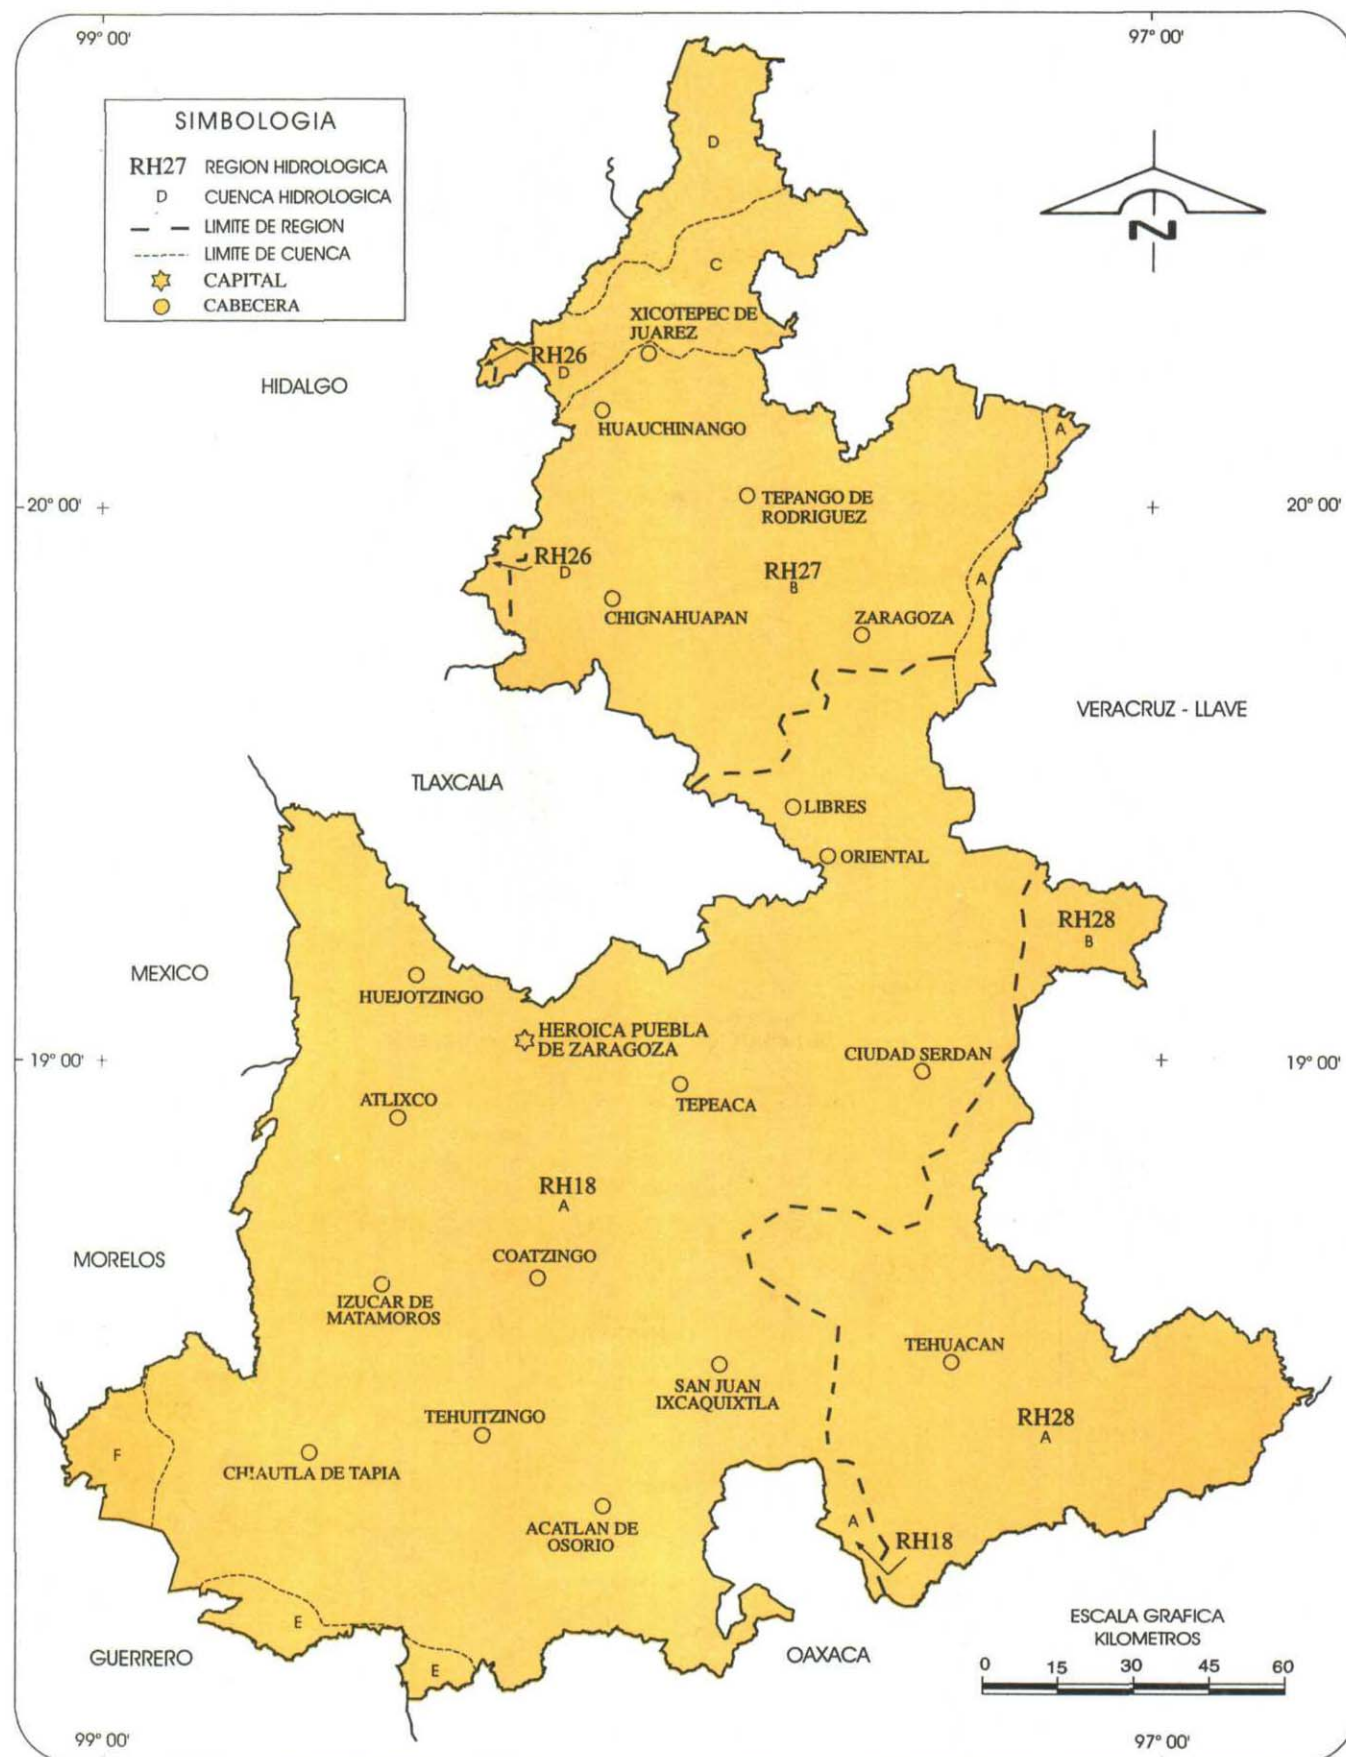 99° 00'
97° 00'
SIMBOLOGIA
RH27 REGION HIDROLOGICA
D CUENCA HIDROLOGICA
LIMITE DE REGION
LIMITE DE CUENCA
CAPITAL
CABECERA
N
D
C
XICOTEPEC DE
JUAREZ
RH26
D
HIDALGO
HUAUCHINANGO
A
20° 00'
20° 00'
TEPANGO DE
RODRIGUEZ
RH26
D
RH27
B
A
CHIGNAHUAPAN
ZARAGOZA
VERACRUZ - LLAVE
TLAXCALA
LIBRES
ORIENTAL
RH28
B
MEXICO
HUEJOTZINGO
HEROICA PUEBLA
DE ZARAGOZA
CIUDAD SERDAN
19° 00'
19° 00'
ATLIXCO
TEPEACA
RH18
A
MORELOS
COATZINGO
IZUCAR DE
MATAMOROS
TEHUACAN
SAN JUAN
IXCAQUIXTLA
TEHUITZINGO
RH28
A
F
CHIAUTLA DE TAPIA
ACATLAN DE
OSORIO
A
RH18
E
E
GUERRERO
OAXACA
ESCALA GRAFICA
KILOMETROS
0 15 30 45 60
99° 00'
97° 00'